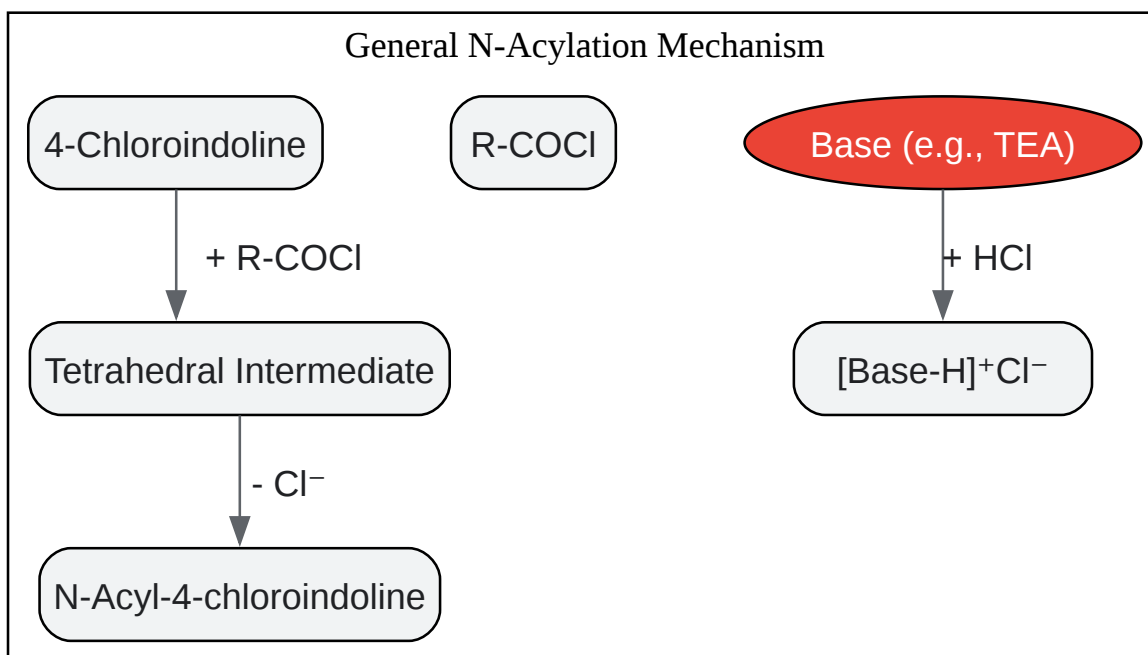 General N-Acylation Mechanism
4-Chloroindoline
R-COCl
Base (e.g., TEA)
+ R-COCl
+ HCl
Tetrahedral Intermediate
[Base-H]⁺Cl⁻
- Cl⁻
N-Acyl-4-chloroindoline